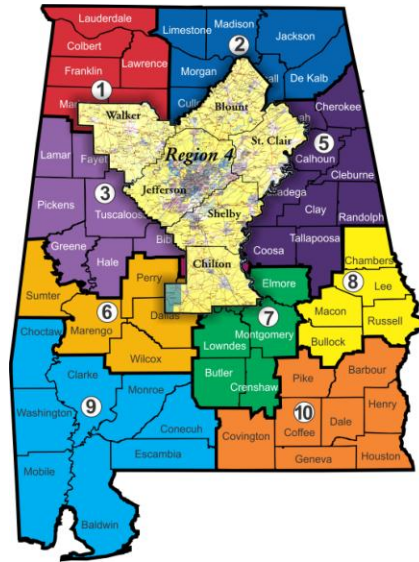 Lauderdale
Limestone
Madison
Jackson
Colbert
Lawrence
Franklin
Morgan
De Kalb
1
2
Blount
Cherokee
Walker
St. Clair
5
Lamar
Region 4
Calhoun
Cleburne
3
Jefferson
Pickens
Shelby
Clay
Randolph
Greene
Hale
Chilton
Coosa
Tallapoosa
Chambers
Sumter
Perry
Elmore
8
Lee
6
Macon
Choctaw
Marengo
7
Montgomery
Russell
Lowndes
Bullock
Wilcox
Clarke
Butler
Pike
Barbour
Monroe
Crenshaw
Washington
9
Henry
10
Conecuh
Covington
Coffee
Dale
Mobile
Escambia
Geneva
Houston
Baldwin